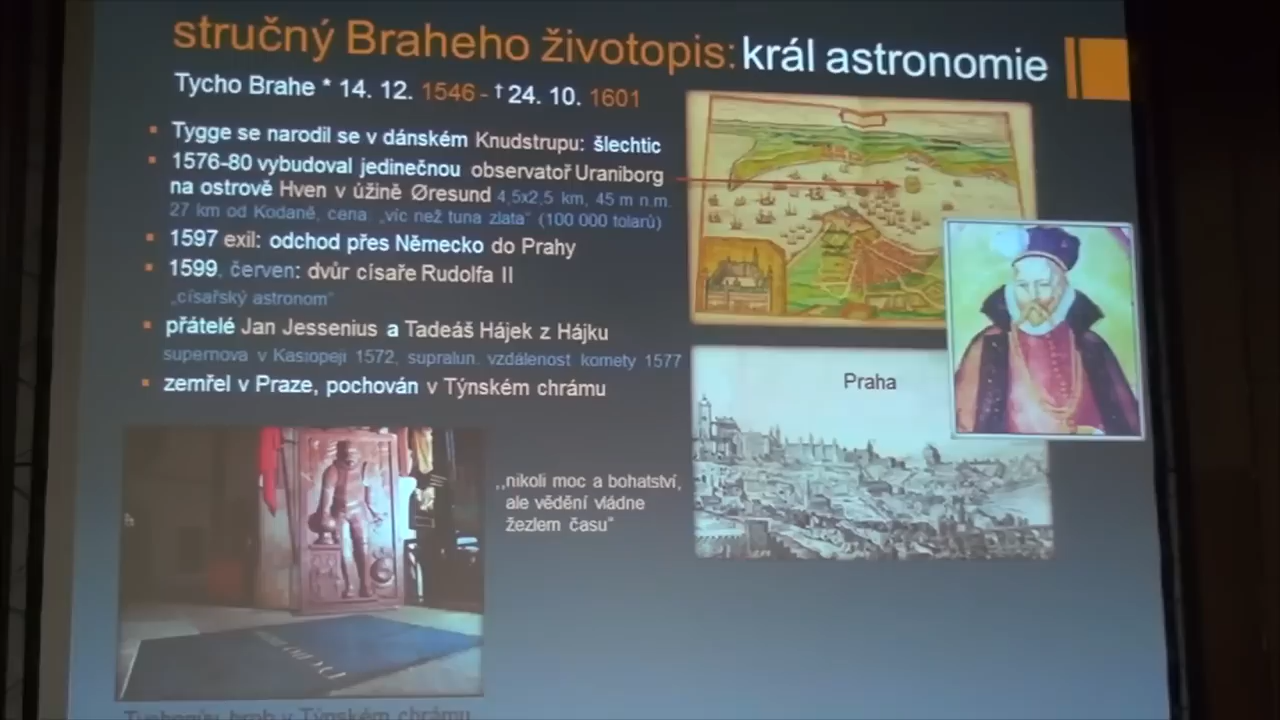 stručný Braheho životopis: král astronomie
Tycho Brahe * 14. 12. 1546 - † 24. 10. 1601
Tygge se narodil se v dánském Knudstrupu: šlechtic
1576-80 vybudoval jedinečnou observatoř Uraniborg
na ostrově Hven v úžině Øresund 4,5x2,5 km, 45 m n.m.
27 km od Kodaně, cena: „víc než tuna zlata“ (100 000 tolarů)
1597 exil: odchod přes Německo do Prahy
1599. červen: dvůr císaře Rudolfa II
„císařský astronom“
přátelé Jan Jessenius a Tadeáš Hájek z Hájku
supernova v Kasiopeji 1572, supralun. vzdálenost komety 1577
zemřel v Praze, pochován v Týnském chrámu
Praha
,,nikoli moc a bohatství,
ale vědění vládne
žezlem času“
Tychonův hrob v Týnském chrámu